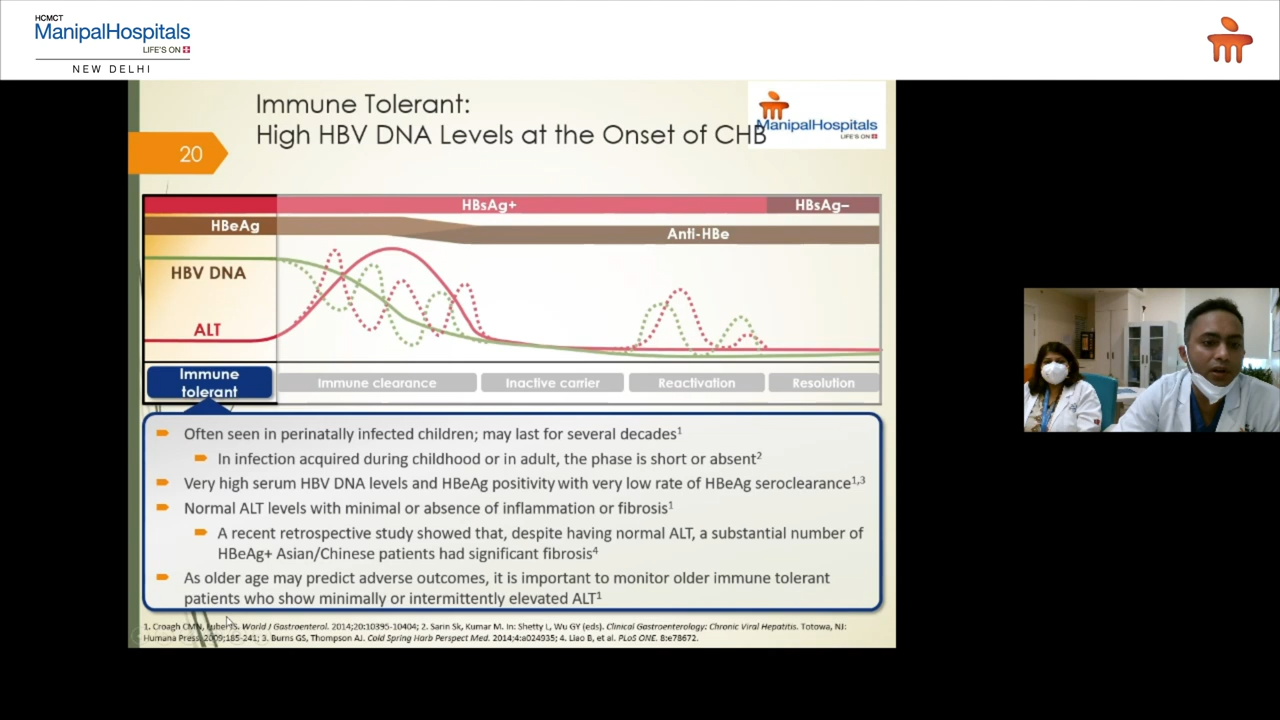 HCMCT
ManipalHospitals
LIFE'S ON
NEW DELHI
Immune Tolerant:
High HBV DNA Levels at the Onset of CHB
ManipalHospitals
LIFE'S ON
20
HBsAg+
HBsAg–
HBeAg
Anti-HBe
HBV DNA
ALT
Immune
tolerant
Immune clearance
Inactive carrier
Reactivation
Resolution
Often seen in perinatally infected children; may last for several decades1
In infection acquired during childhood or in adult, the phase is short or absent2
Very high serum HBV DNA levels and HBeAg positivity with very low rate of HBeAg seroclearance1,3
Normal ALT levels with minimal or absence of inflammation or fibrosis1
A recent retrospective study showed that, despite having normal ALT, a substantial number of
HBeAg+ Asian/Chinese patients had significant fibrosis4
As older age may predict adverse outcomes, it is important to monitor older immune tolerant
patients who show minimally or intermittently elevated ALT1
1. Croagh CMN, Lubel JS. World J Gastroenterol. 2014;20:10395-10404; 2. Sarin Sk, Kumar M. In: Shetty L, Wu GY (eds). Clinical Gastroenterology: Chronic Viral Hepatitis. Totowa, NJ:
Humana Press. 2009;185-241; 3. Burns GS, Thompson AJ. Cold Spring Harb Perspect Med. 2014;4:a024935; 4. Liao B, et al. PLoS ONE. 8:e78672.